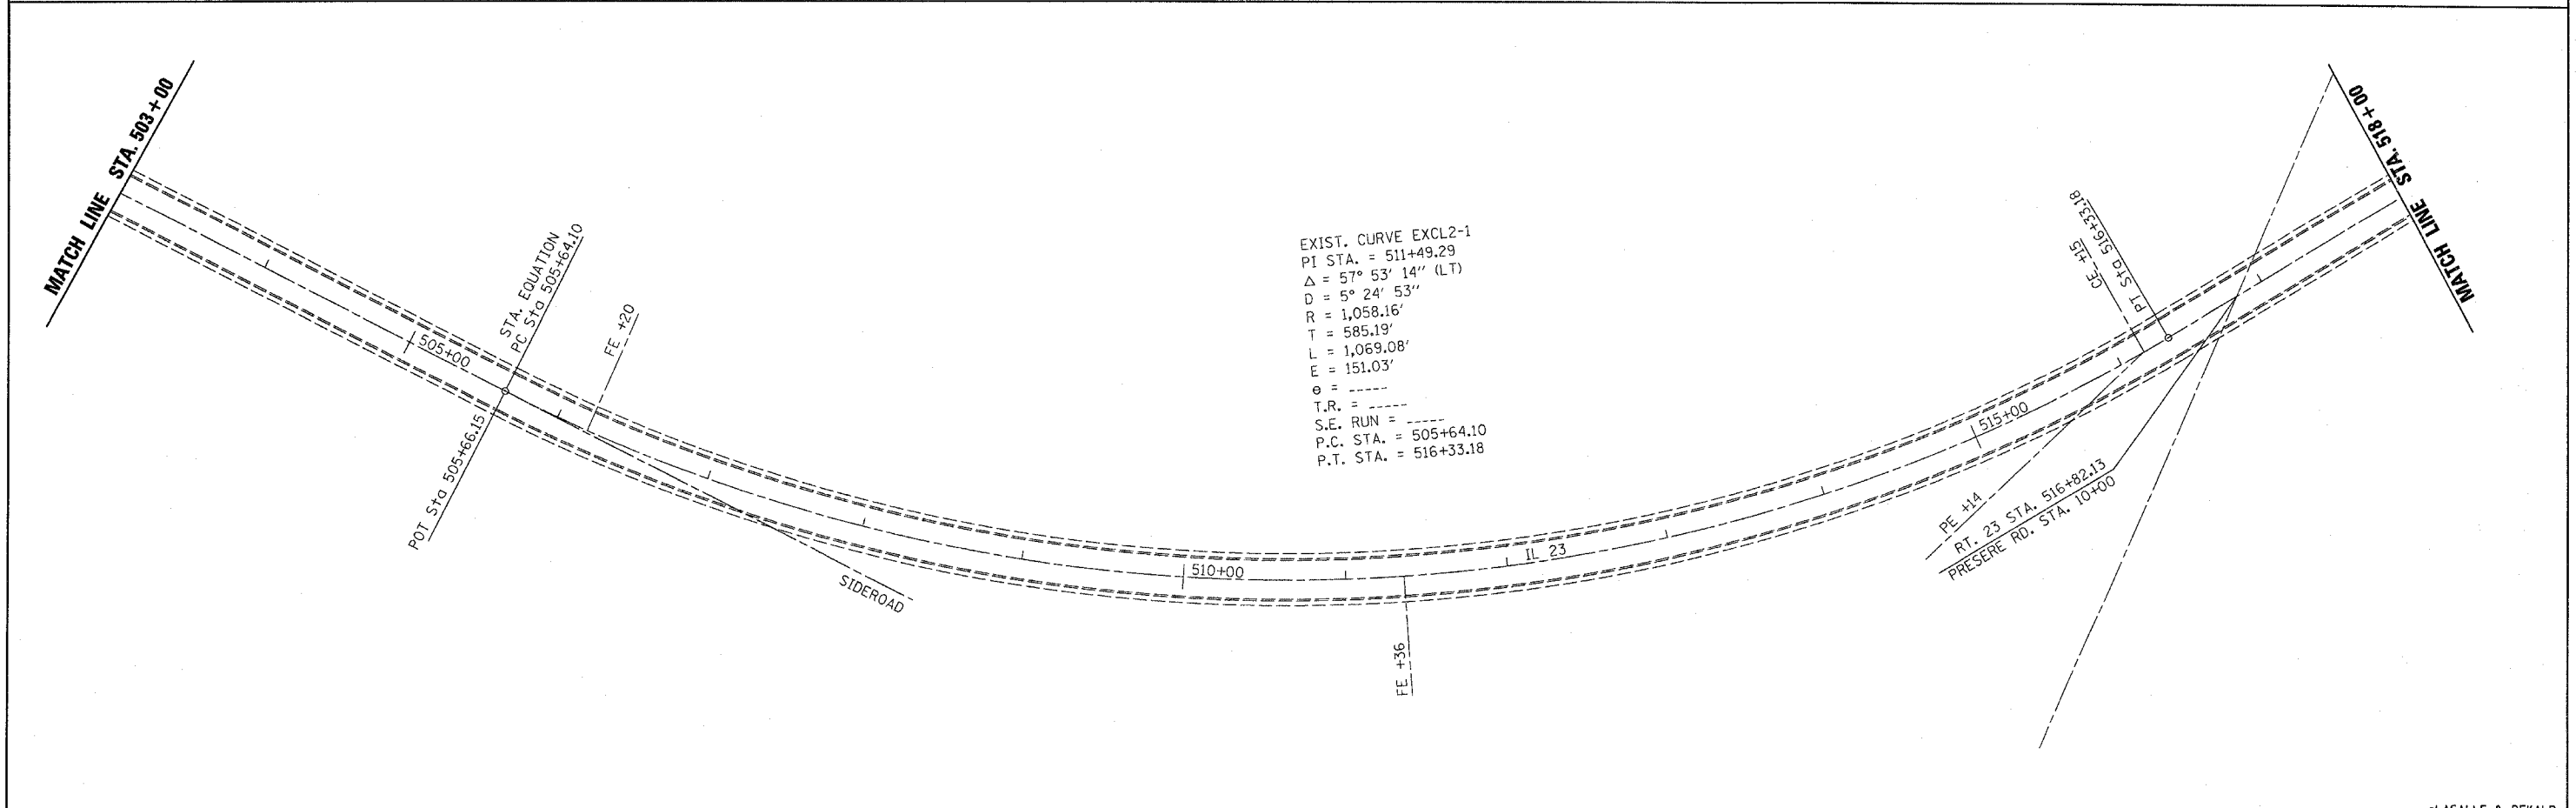 MATCH LINE STA. 503+00
505+00
STA. EQUATION
PC Sta 505+64.10
POT Sta 505+66.15
FE +20
SIDEROAD
510+00
EXIST. CURVE EXCL2-1
PI STA. = 511+49.29
Δ = 57° 53' 14" (LT)
D = 5° 24' 53"
R = 1,058.16'
T = 585.19'
L = 1,069.08'
E = 151.03'
θ = -----
T.R. = -----
S.E. RUN = -----
P.C. STA. = 505+64.10
P.T. STA. = 516+33.18
FE +36
IL 23
515+00
PE +14
RT. 23 STA. 516+82.13
PRESERE RD. STA. 10+00
CE +15
PT Sta 516+33.18
MATCH LINE STA. 518+00